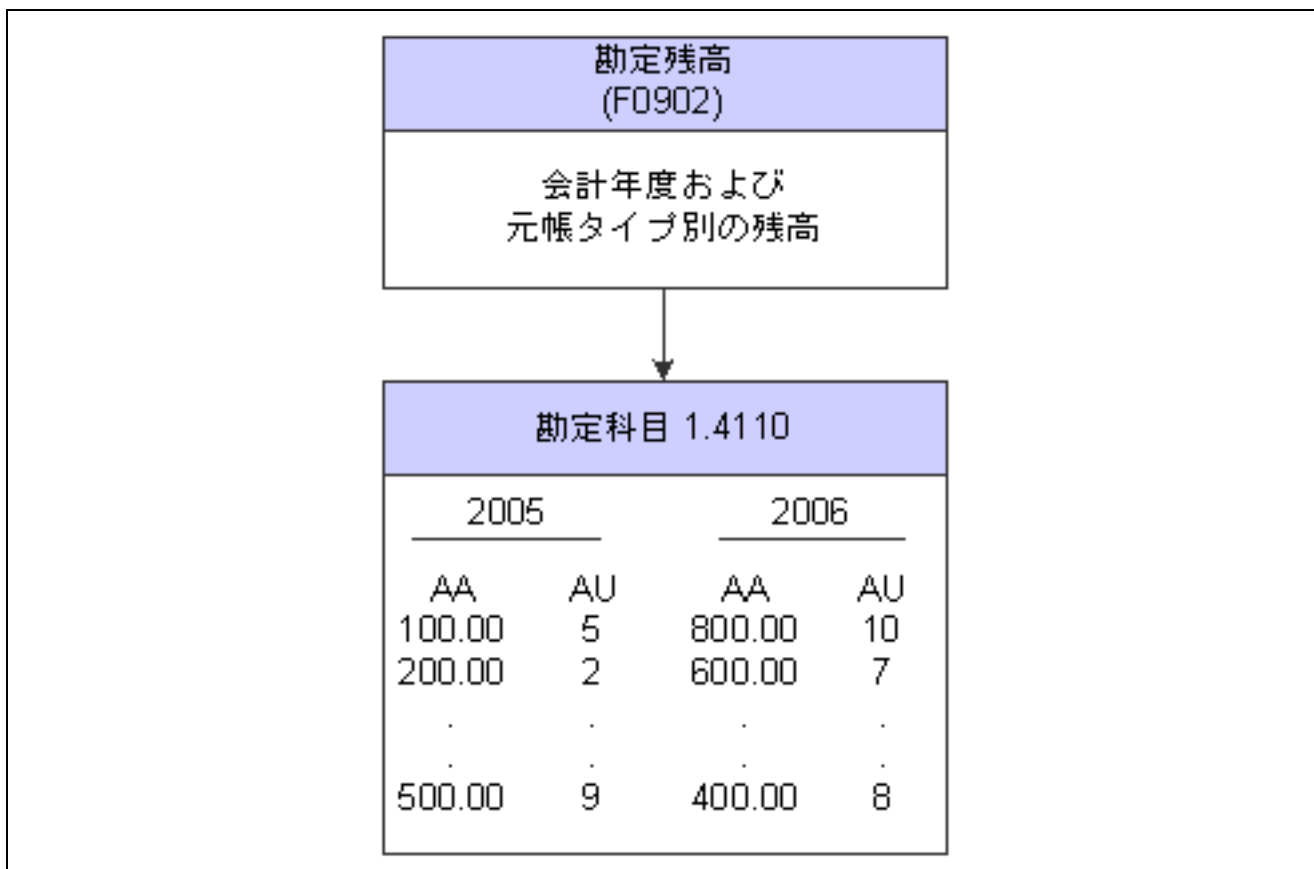 勘定残高
(F0902)
会計年度および
元帳タイプ別の残高
勘定科目 1.4110
2005 2006
AA AU AA AU
100.00 5 800.00 10
200.00 2 600.00 7
. . . .
. . . .
500.00 9 400.00 8